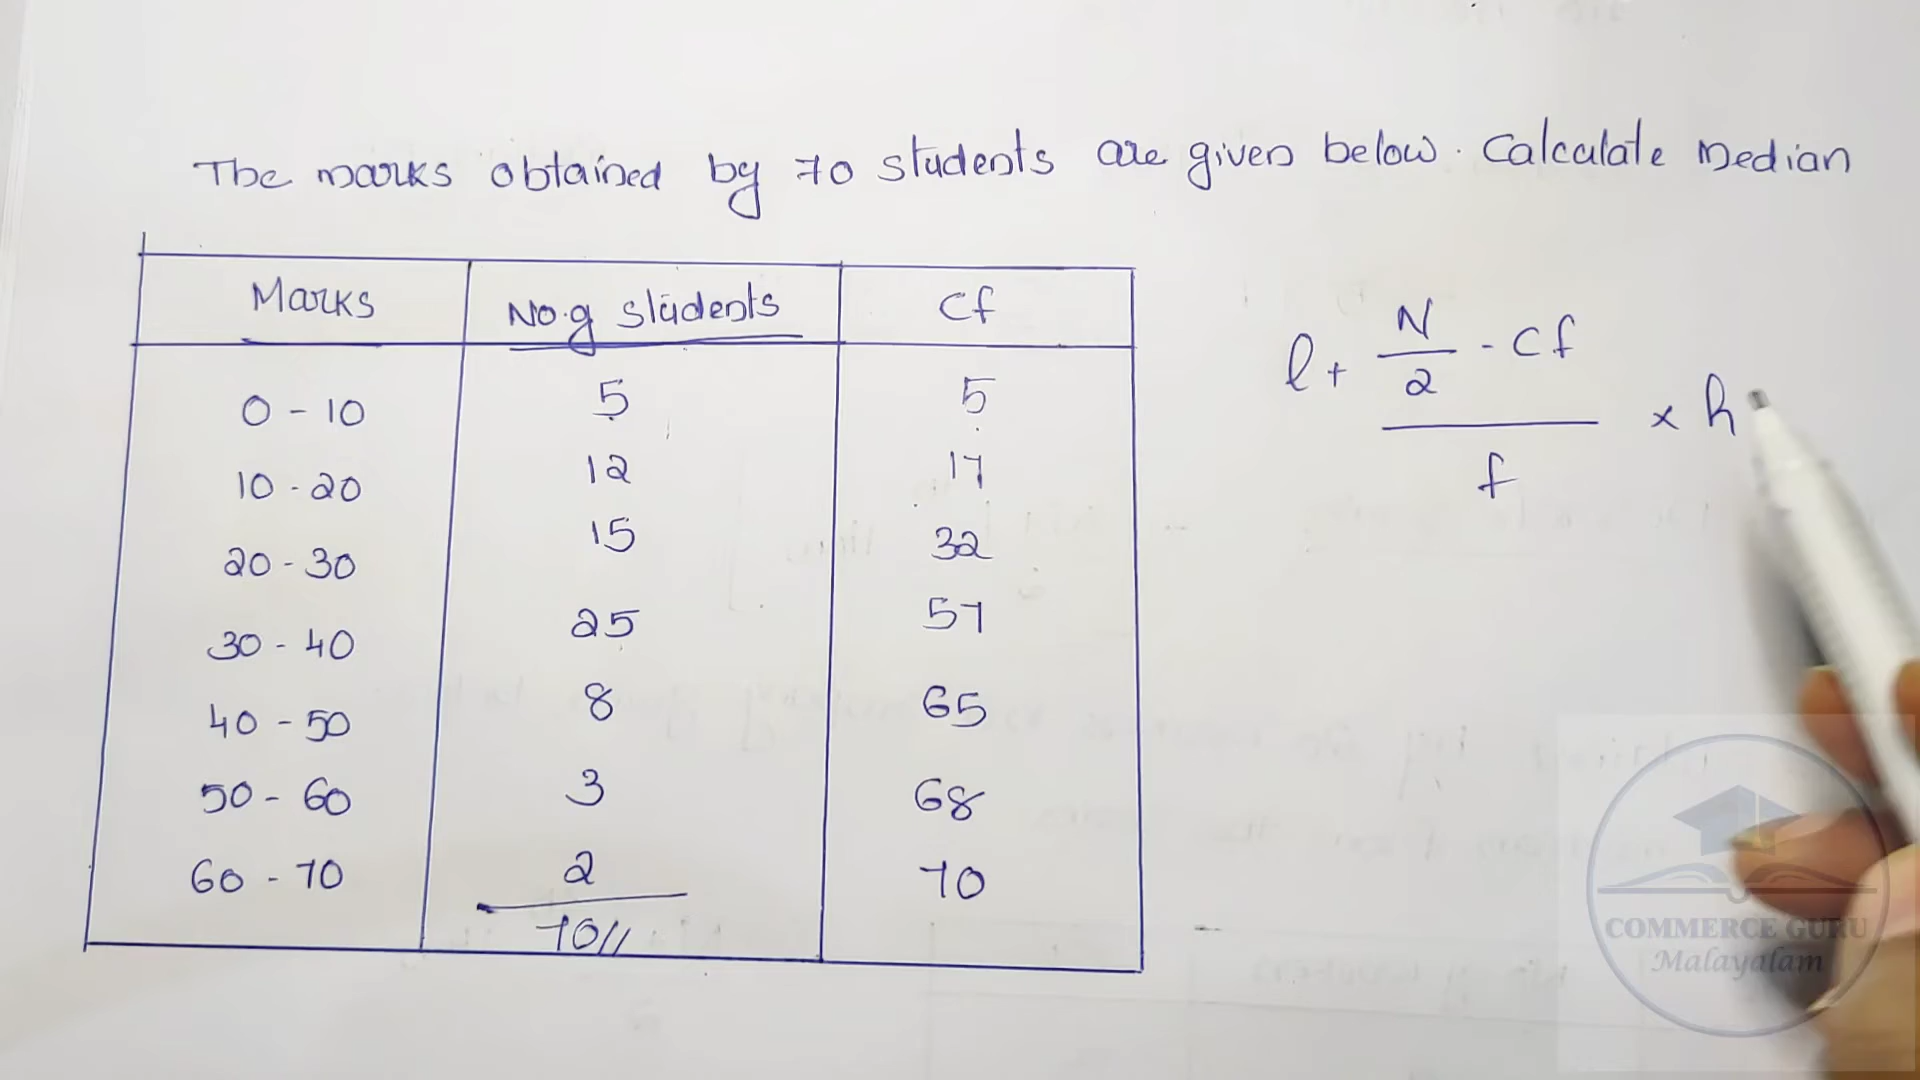 The marks obtained by 70 students are given below. Calculate Median
Marks No. of students Cf
0 - 10 5 5
10 - 20 12 17
20 - 30 15 32
30 - 40 25 57
40 - 50 8 65
50 - 60 3 68
60 - 70 2 70
70//
l + N/2 - cf / f × h
COMMERCE GURU
Malayalam